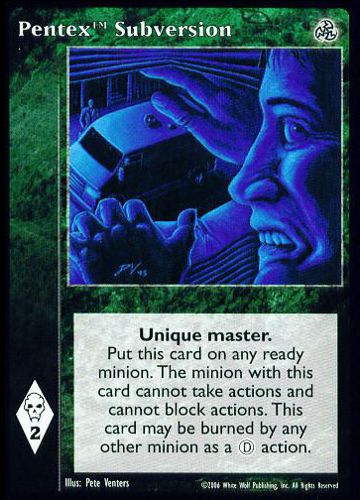 Pentex™ Subversion
PV 95
Unique master.
Put this card on any ready
minion. The minion with this
card cannot take actions and
cannot block actions. This
card may be burned by any
other minion as a Ⓓ action.
2
Illus: Pete Venters
©2006 White Wolf Publishing, Inc. All Rights Reserved.